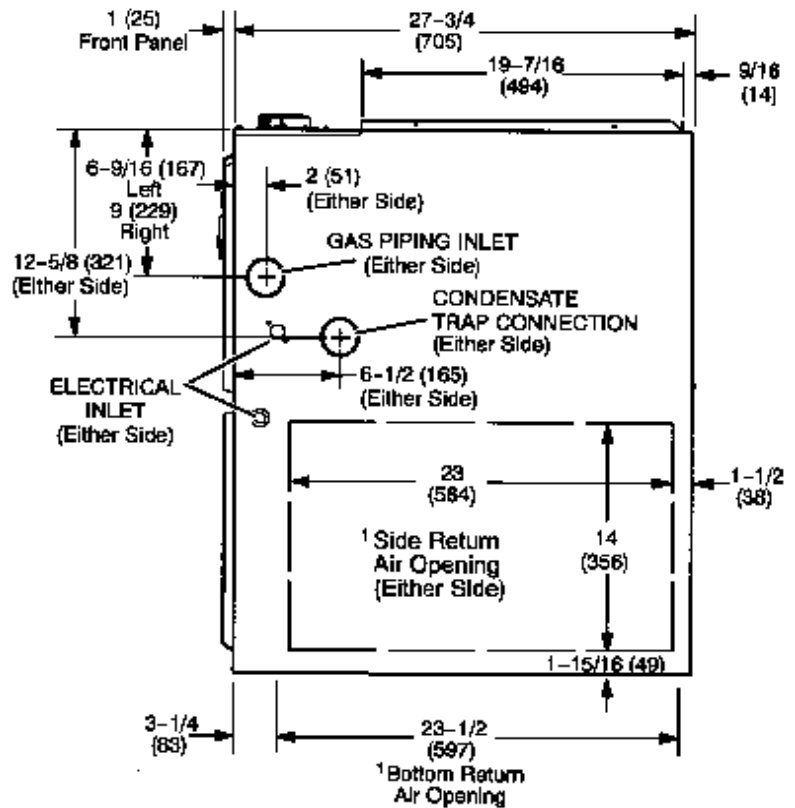 1 (25)
Front Panel
27-3/4
(705)
19-7/16
(494)
9/16
(14]
6-9/16 (167)
Left
9 (229)
Right
2 (51)
(Either Side)
12-5/8 (321)
(Either Side)
GAS PIPING INLET
(Either Side)
CONDENSATE
TRAP CONNECTION
(Either Side)
6-1/2 (165)
(Either Side)
ELECTRICAL
INLET
(Either Side)
23
(584)
1-1/2
(38)
1 Side Return
Air Opening
(Either Side)
14
(356)
1-15/16 (49)
3-1/4
(83)
23-1/2
(597)
1 Bottom Return
Air Opening